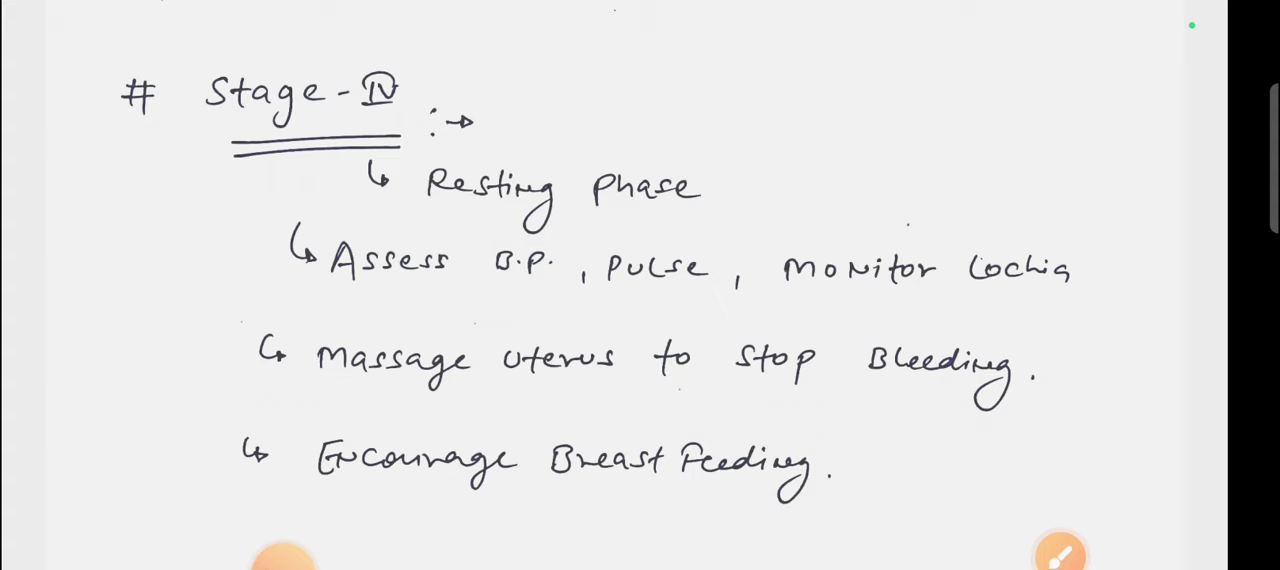 # Stage-IV :→
↳ Resting Phase
↳ Assess B.P., Pulse, Monitor Lochia
↳ Massage Uterus to Stop Bleeding.
↳ Encourage Breast Feeding.